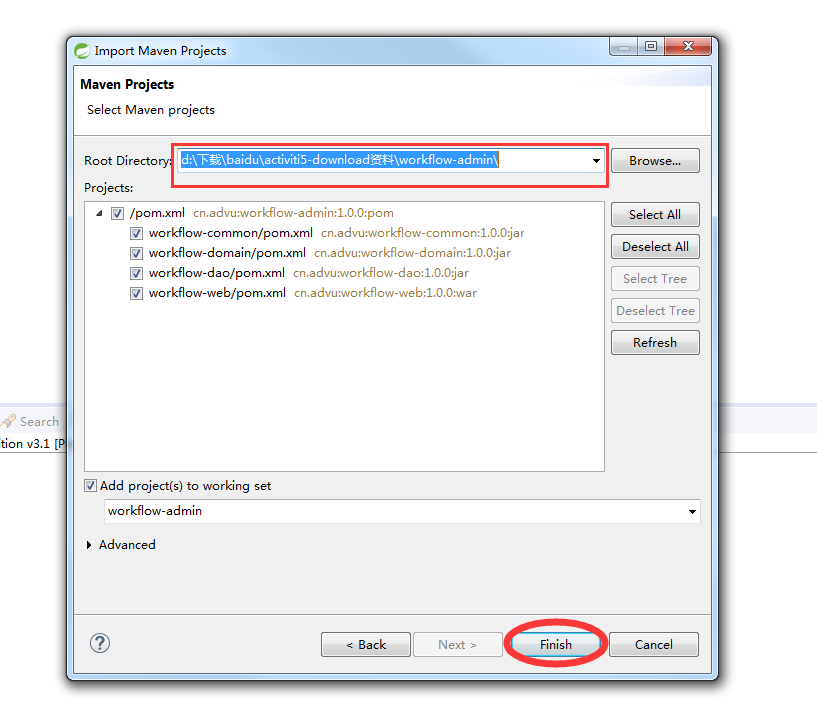 Import Maven Projects
Maven Projects
Select Maven projects
Root Directory: d:\下载\baidu\activiti5-download资料\workflow-admin\ Browse...
Projects:
/pom.xml cn.advu:workflow-admin:1.0.0:pom Select All
workflow-common/pom.xml cn.advu:workflow-common:1.0.0:jar
workflow-domain/pom.xml cn.advu:workflow-domain:1.0.0:jar Deselect All
workflow-dao/pom.xml cn.advu:workflow-dao:1.0.0:jar Select Tree
workflow-web/pom.xml cn.advu:workflow-web:1.0.0:war
Deselect Tree
Refresh
Search
ition v3.1 [P
Add project(s) to working set
workflow-admin
Advanced
? < Back Next > Finish Cancel